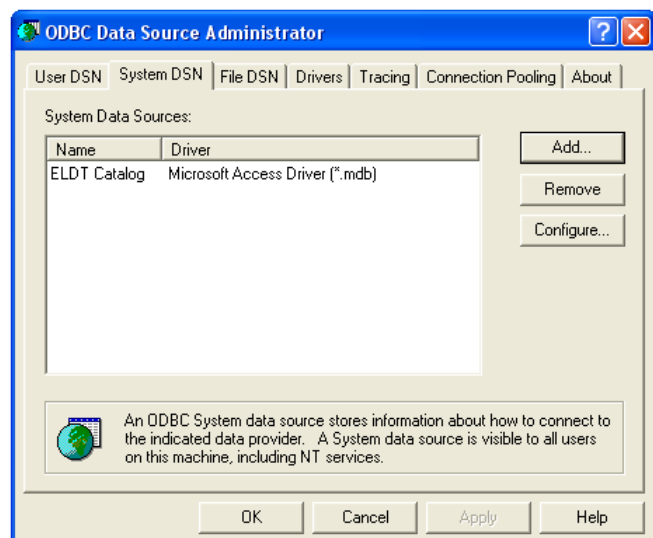 ODBC Data Source Administrator
User DSN System DSN File DSN Drivers Tracing Connection Pooling About
System Data Sources:
Name Driver
ELDT Catalog Microsoft Access Driver (*.mdb)
Add...
Remove
Configure...
An ODBC System data source stores information about how to connect to
the indicated data provider. A System data source is visible to all users
on this machine, including NT services.
OK Cancel Apply Help